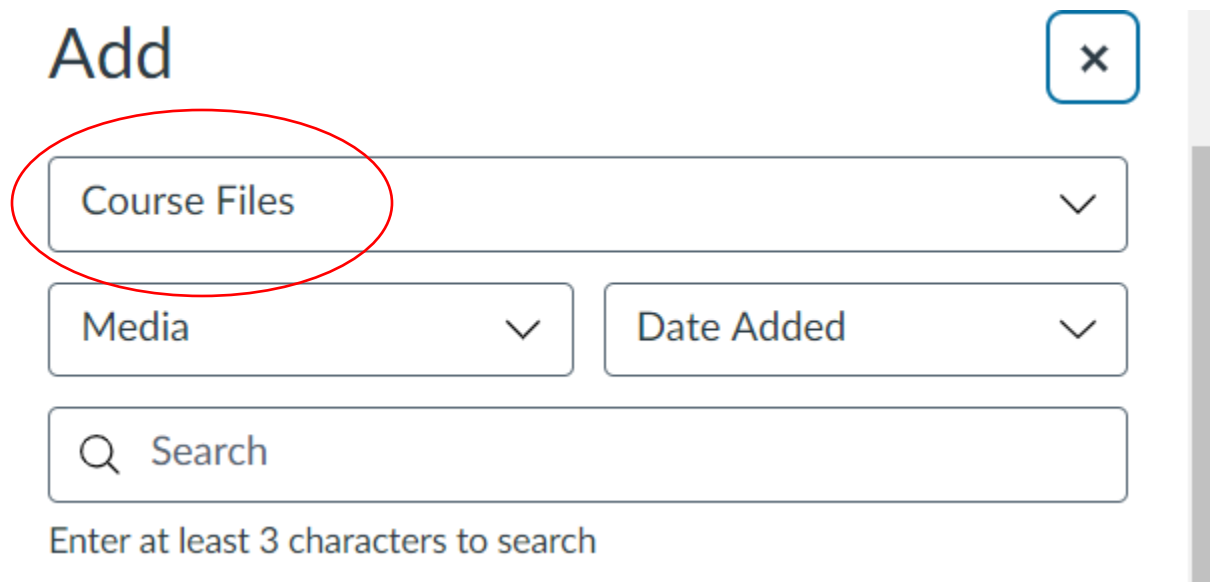 Add
Course Files
Media
Date Added
Search
Enter at least 3 characters to search